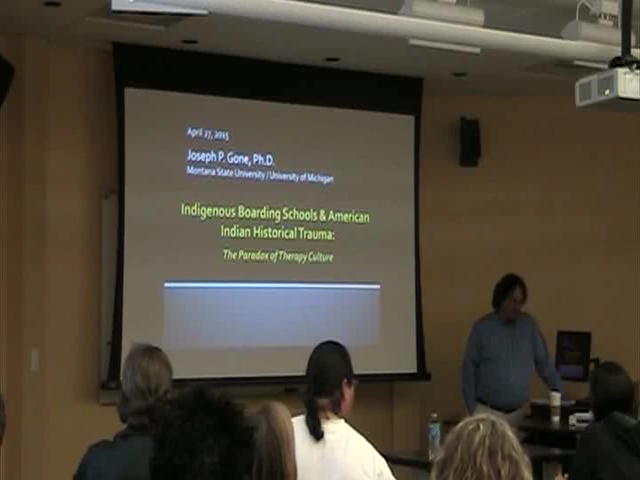 April 27, 2015
Joseph P. Gone, Ph.D.
Montana State University / University of Michigan
Indigenous Boarding Schools & American
Indian Historical Trauma:
The Paradox of Therapy Culture